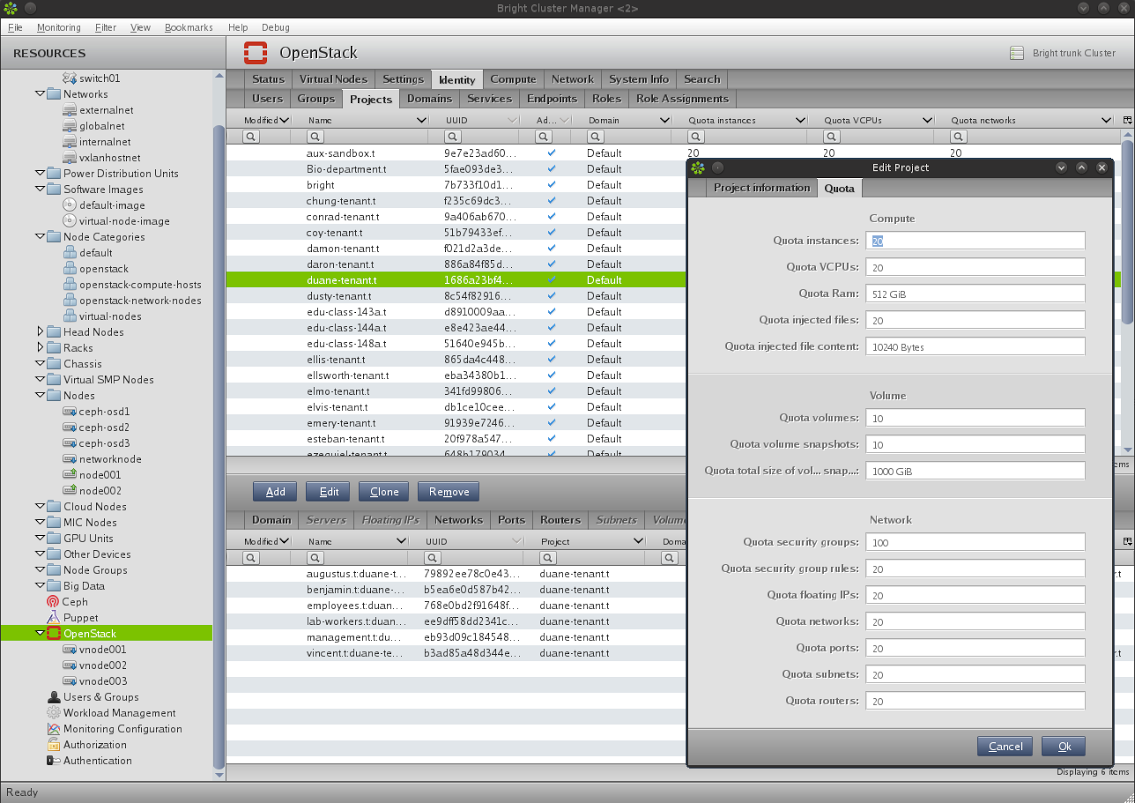 Bright Cluster Manager <2>
File Monitoring Filter View Bookmarks Help Debug
RESOURCES
switch01
Networks
externalnet
globalnet
internalnet
vxlanhostnet
Power Distribution Units
Software Images
default-image
virtual-node-image
Node Categories
default
openstack
openstack-compute-hosts
openstack-network-nodes
virtual-nodes
Head Nodes
Racks
Chassis
Virtual SMP Nodes
Nodes
ceph-osd1
ceph-osd2
ceph-osd3
networknode
node001
node002
Cloud Nodes
MIC Nodes
GPU Units
Other Devices
Node Groups
Big Data
Ceph
Puppet
OpenStack
vnode001
vnode002
vnode003
Users & Groups
Workload Management
Monitoring Configuration
Authorization
Authentication
OpenStack
Bright trunk Cluster
Status Virtual Nodes Settings Identity Compute Network System Info Search
Users Groups Projects Domains Services Endpoints Roles Role Assignments
Modified Name UUID Ad... Domain Quota instances Quota VCPUs Quota networks
aux-sandbox.t 9e7e23ad60... Default 20 20 20
Bio-department.t 5fae093de3... Default
bright 7b733f10d1... Default
chung-tenant.t f235c69dc3... Default
conrad-tenant.t 9a406ab670... Default
coy-tenant.t 51b79433ef... Default
damon-tenant.t f021d2a3de... Default
daron-tenant.t 886a84f85d... Default
duane-tenant.t 1686a23bf4... Default
dusty-tenant.t 8c54f82916... Default
edu-class-143a.t d8910009aa... Default
edu-class-144a.t e8e423ae44... Default
edu-class-148a.t 51640e945b... Default
ellis-tenant.t 865da4c448... Default
ellsworth-tenant.t eba34380b1... Default
elmo-tenant.t 341fd99806... Default
elvis-tenant.t db1ce10cee... Default
emery-tenant.t 91939e7246... Default
esteban-tenant.t 20f978a547... Default
ezequiel-tenant.t 648b179034... Default
ems
Add Edit Clone Remove
Domain Servers Floating IPs Networks Ports Routers Subnets Volume
Modified Name UUID Project Doma
augustus.t:duane-t... 79892ee78c0e43... duane-tenant.t
benjamin.t:duane-... b5ea6e0d587b42... duane-tenant.t
employees.t:duan... 768e0bd2f91648f... duane-tenant.t
lab-workers.t:duan... ee9dff58dd2341c... duane-tenant.t
management.t:du... eb93d09c184548... duane-tenant.t
vincent.t:duane-te... b3ad85a48d344e... duane-tenant.t
Displaying 6 items
Edit Project
Project information Quota
Compute
Quota instances: 20
Quota VCPUs: 20
Quota Ram: 512 GiB
Quota injected files: 20
Quota injected file content: 10240 Bytes
Volume
Quota volumes: 10
Quota volume snapshots: 10
Quota total size of vol... snap...: 1000 GiB
Network
Quota security groups: 100
Quota security group rules: 20
Quota floating IPs: 20
Quota networks: 20
Quota ports: 20
Quota subnets: 20
Quota routers: 20
Cancel Ok
Ready